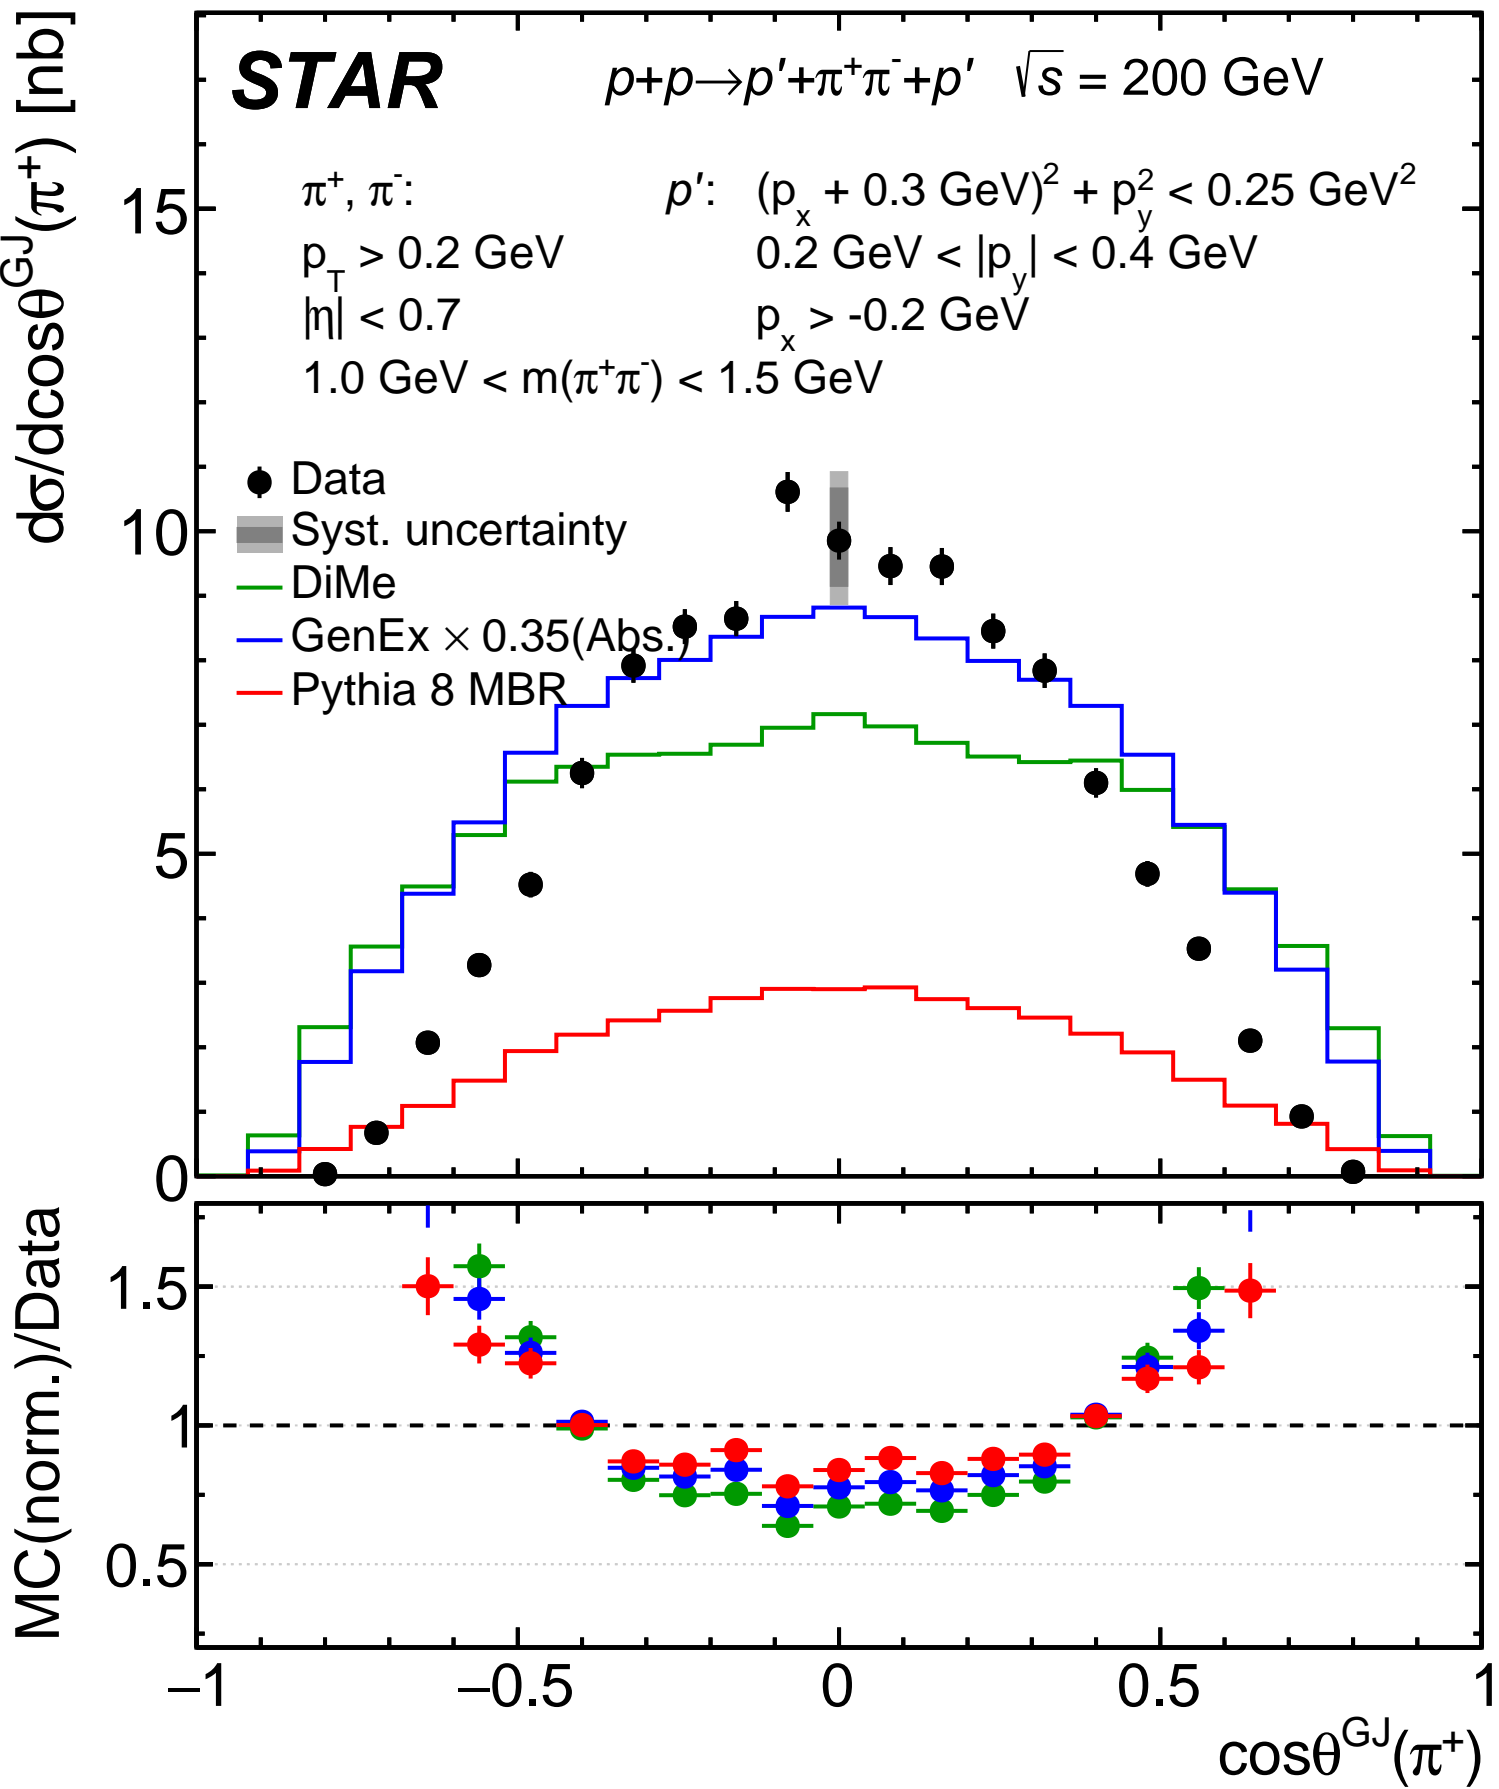 STAR p+p→p′+π⁺π⁻+p′ √s = 200 GeV
π⁺, π⁻: p′: (pₓ + 0.3 GeV)² + p_y² < 0.25 GeV²
p_T > 0.2 GeV 0.2 GeV < |p_y| < 0.4 GeV
|η| < 0.7 pₓ > -0.2 GeV
1.0 GeV < m(π⁺π⁻) < 1.5 GeV
Data
Syst. uncertainty
DiMe
GenEx × 0.35(Abs.)
Pythia 8 MBR
dσ/dcosθ^GJ(π⁺) [nb]
15
10
5
0
MC(norm.)/Data
1.5
1
0.5
−1 −0.5 0 0.5 1
cosθ^GJ(π⁺)